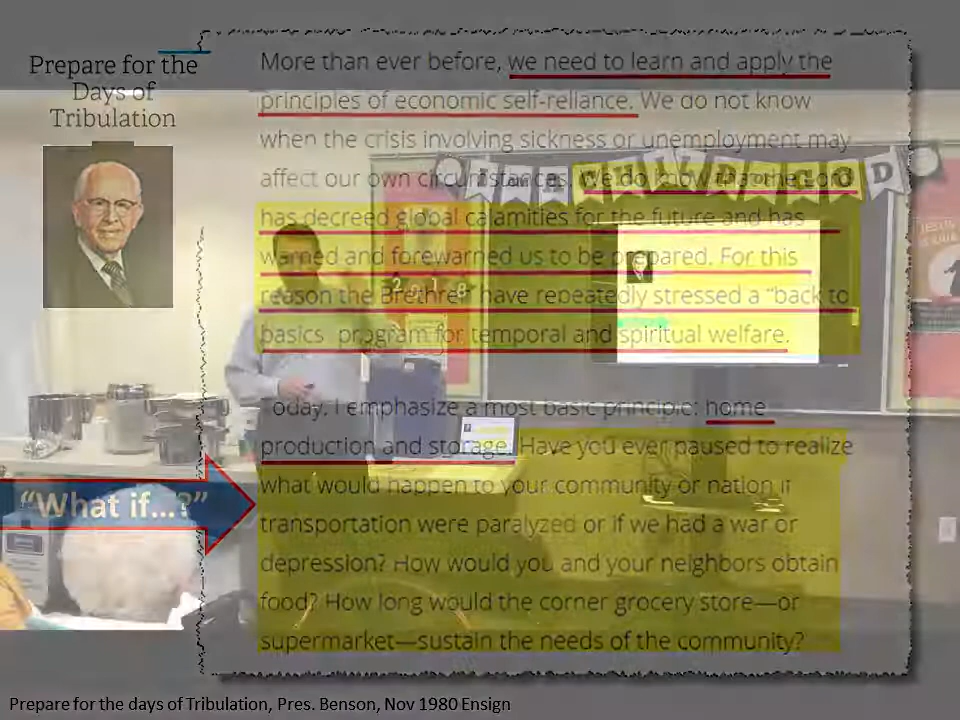 Prepare for the
Days of
Tribulation
More than ever before, we need to learn and apply the
principles of economic self-reliance. We do not know
when the crisis involving sickness or unemployment may
affect our own circumstances. We do know that the Lord
has decreed global calamities for the future and has
warned and forewarned us to be prepared. For this
reason the Brethren have repeatedly stressed a "back to
basics" program for temporal and spiritual welfare.
Today, I emphasize a most basic principle: home
production and storage. Have you ever paused to realize
what would happen to your community or nation if
transportation were paralyzed or if we had a war or
depression? How would you and your neighbors obtain
food? How long would the corner grocery store—or
supermarket—sustain the needs of the community?
"What if...?"
I am A CHILD OF GOD
2018
JESUS
Prepare for the days of Tribulation, Pres. Benson, Nov 1980 Ensign